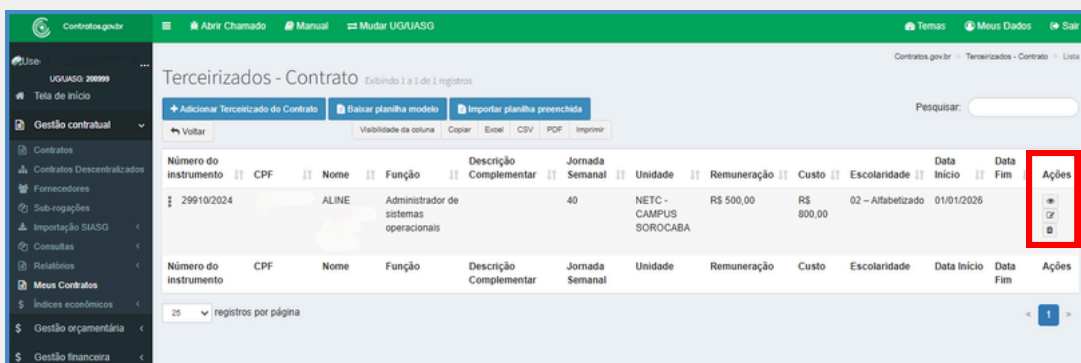 Contratos.gov.br
Abrir Chamado Manual Mudar UG/UASG Temas Meus Dados Sair
Use
...
UG/UASG: 200999
Contratos.gov.br > Terceirizados - Contrato > Lista
Terceirizados - Contrato Exibindo 1 a 1 de 1 registros.
Tela de início
+ Adicionar Terceirizado do Contrato Baixar planilha modelo Importar planilha preenchida
Pesquisar:
Gestão contratual
Voltar
Visibilidade da coluna Copiar Excel CSV PDF Imprimir
Contratos
Contratos Descentralizados
Fornecedores
Sub-rogações
Importação SIASG
Consultas
Relatórios
Meus Contratos
Índices econômicos
Gestão orçamentária
Gestão financeira
Número do instrumento CPF Nome Função Descrição Complementar Jornada Semanal Unidade Remuneração Custo Escolaridade Data Início Data Fim Ações
29910/2024 ALINE Administrador de sistemas operacionais 40 NETC - CAMPUS SOROCABA R$ 500,00 R$ 800,00 02 – Alfabetizado 01/01/2026
Número do instrumento CPF Nome Função Descrição Complementar Jornada Semanal Unidade Remuneração Custo Escolaridade Data Início Data Fim Ações
25 registros por página
< 1 >